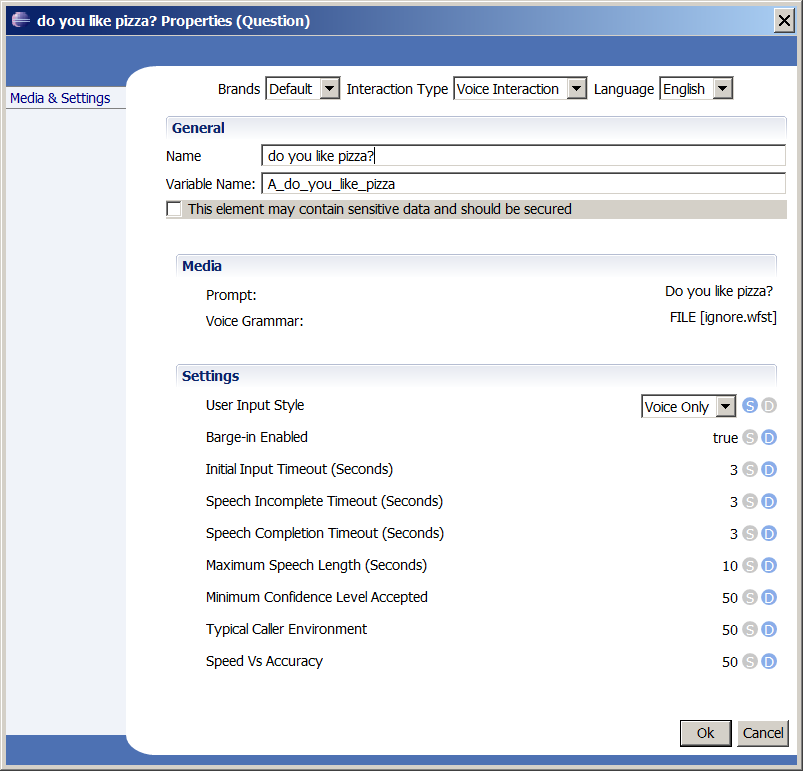 do you like pizza? Properties (Question)
Brands Default Interaction Type Voice Interaction Language English
Media & Settings
General
Name do you like pizza?
Variable Name: A_do_you_like_pizza
This element may contain sensitive data and should be secured
Media
Prompt: Do you like pizza?
Voice Grammar: FILE [ignore.wfst]
Settings
User Input Style Voice Only S D
Barge-in Enabled true S D
Initial Input Timeout (Seconds) 3 S D
Speech Incomplete Timeout (Seconds) 3 S D
Speech Completion Timeout (Seconds) 3 S D
Maximum Speech Length (Seconds) 10 S D
Minimum Confidence Level Accepted 50 S D
Typical Caller Environment 50 S D
Speed Vs Accuracy 50 S D
Ok Cancel